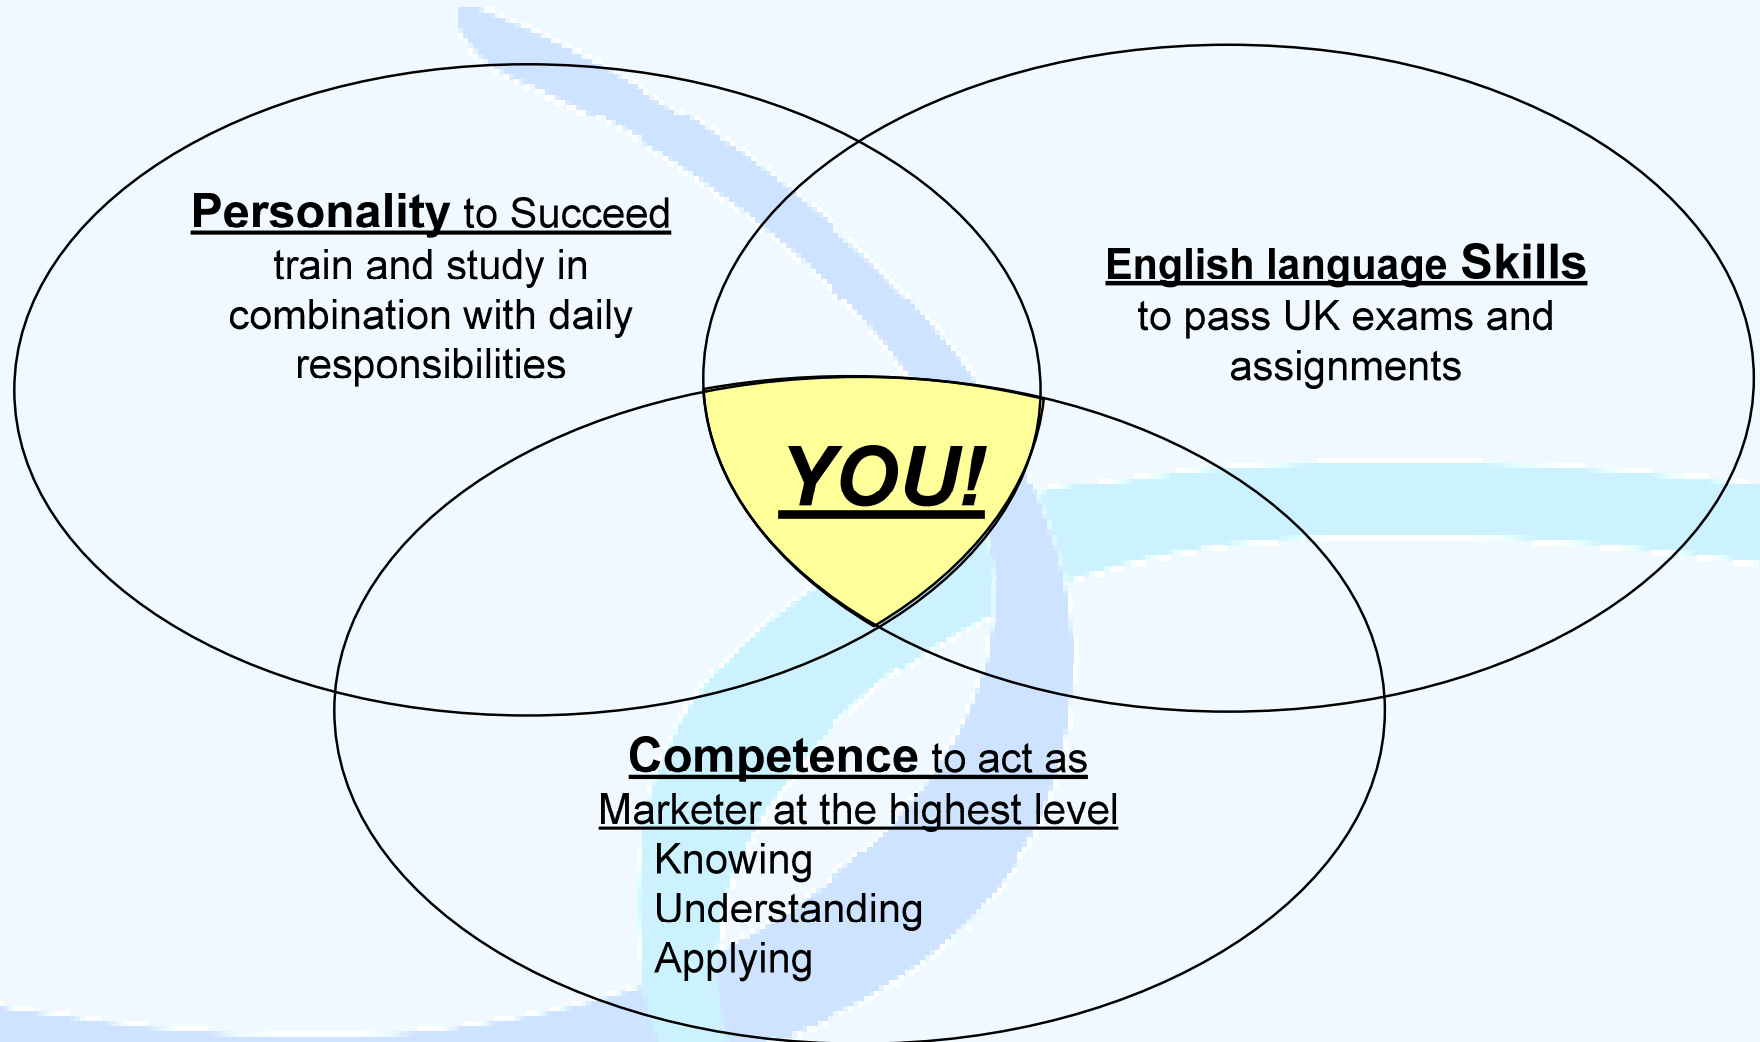 Personality to Succeed
train and study in
combination with daily
responsibilities
English language Skills
to pass UK exams and
assignments
YOU!
Competence to act as
Marketer at the highest level
Knowing
Understanding
Applying